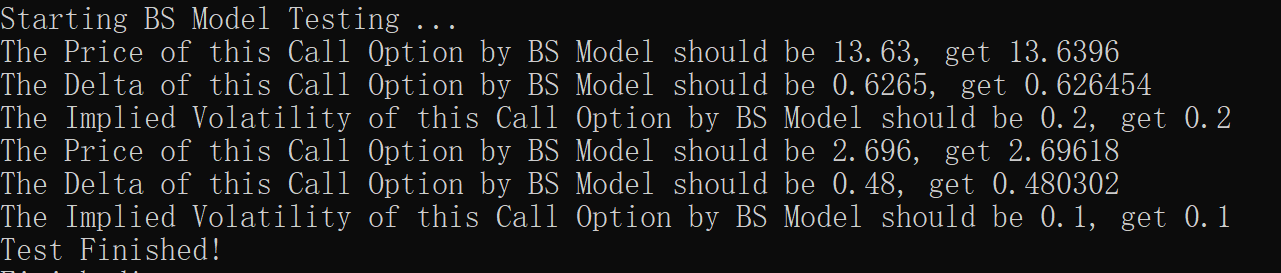 Starting BS Model Testing ...
The Price of this Call Option by BS Model should be 13.63, get 13.6396
The Delta of this Call Option by BS Model should be 0.6265, get 0.626454
The Implied Volatility of this Call Option by BS Model should be 0.2, get 0.2
The Price of this Call Option by BS Model should be 2.696, get 2.69618
The Delta of this Call Option by BS Model should be 0.48, get 0.480302
The Implied Volatility of this Call Option by BS Model should be 0.1, get 0.1
Test Finished!